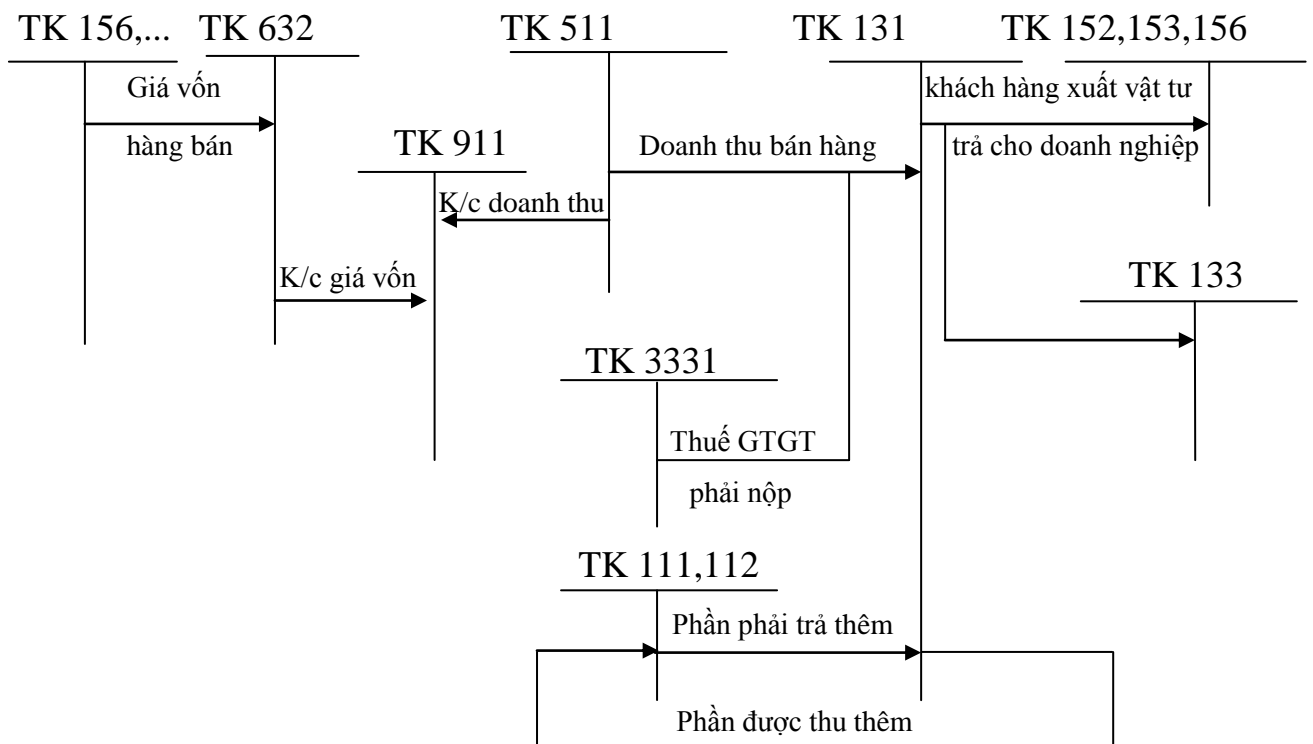 TK 156,... TK 632 TK 511 TK 131 TK 152,153,156
Giá vốn
hàng bán
khách hàng xuất vật tư
trả cho doanh nghiệp
TK 911
Doanh thu bán hàng
K/c doanh thu
K/c giá vốn
TK 133
TK 3331
Thuế GTGT
phải nộp
TK 111,112
Phần phải trả thêm
Phần được thu thêm